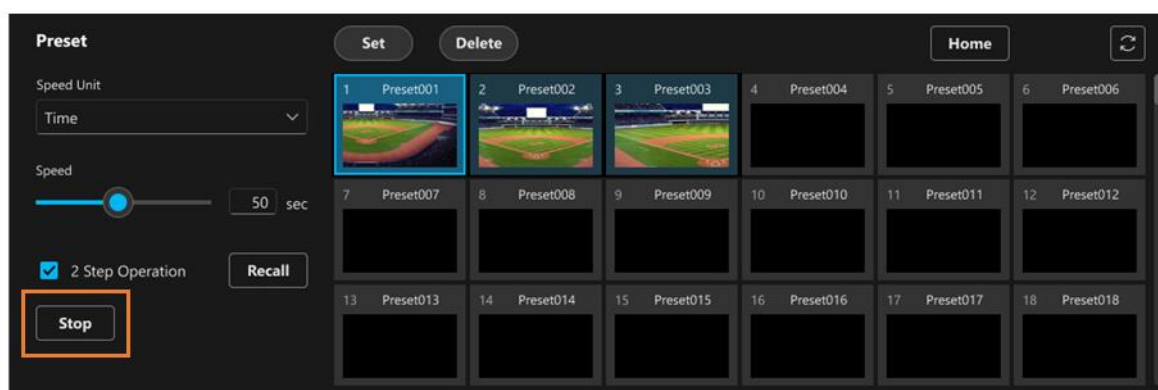 Preset
Set
Delete
Home
Speed Unit
Time
Speed
50 sec
2 Step Operation
Recall
Stop
1 Preset001
2 Preset002
3 Preset003
4 Preset004
5 Preset005
6 Preset006
7 Preset007
8 Preset008
9 Preset009
10 Preset010
11 Preset011
12 Preset012
13 Preset013
14 Preset014
15 Preset015
16 Preset016
17 Preset017
18 Preset018